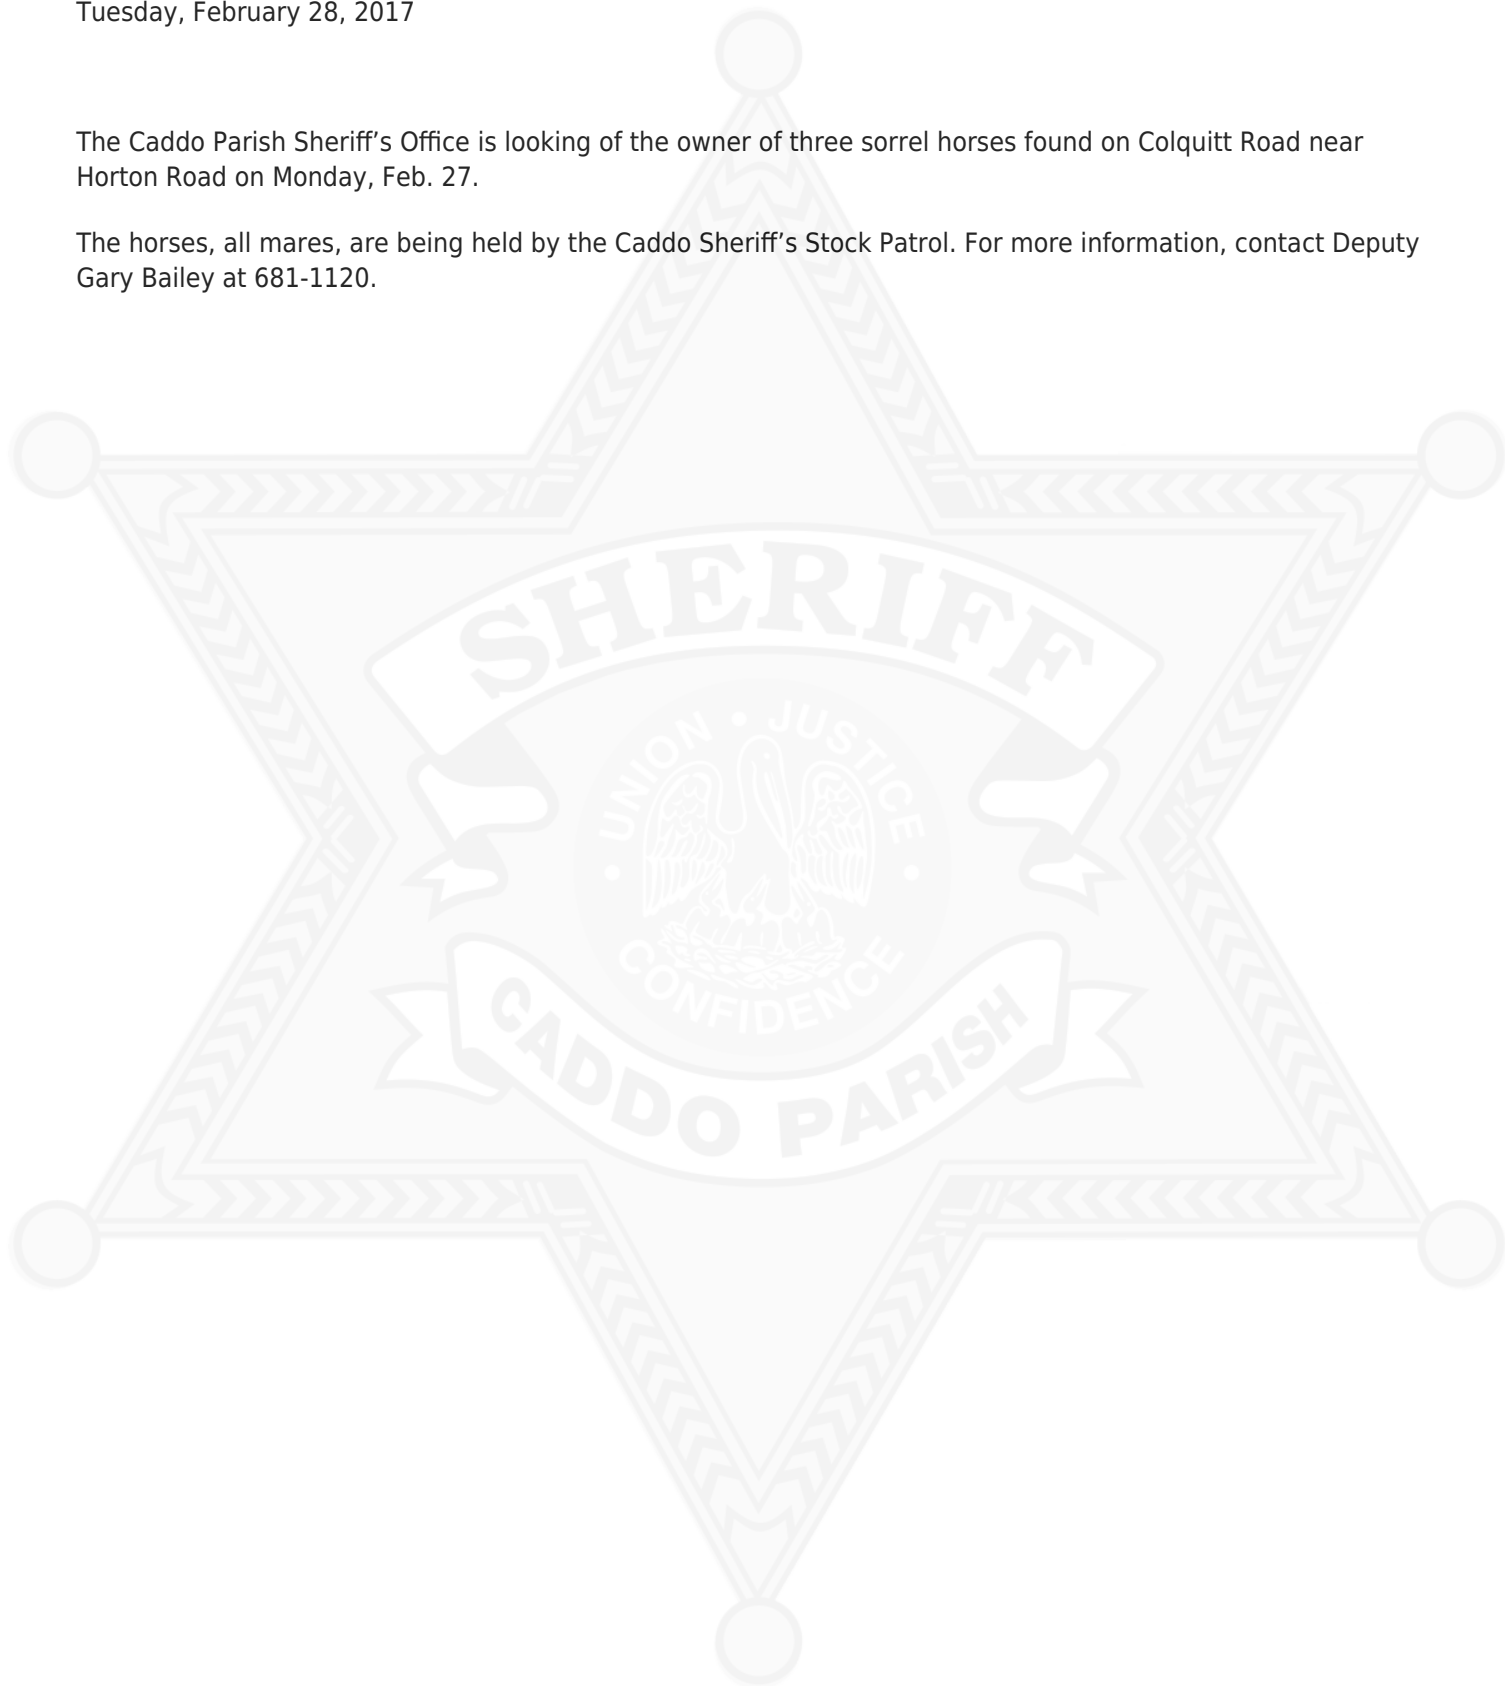 Tuesday, February 28, 2017
The Caddo Parish Sheriff’s Office is looking of the owner of three sorrel horses found on Colquitt Road near
Horton Road on Monday, Feb. 27.
The horses, all mares, are being held by the Caddo Sheriff’s Stock Patrol. For more information, contact Deputy
Gary Bailey at 681-1120.
SHERIFF
UNION • JUSTICE •
• CONFIDENCE
CADDO PARISH